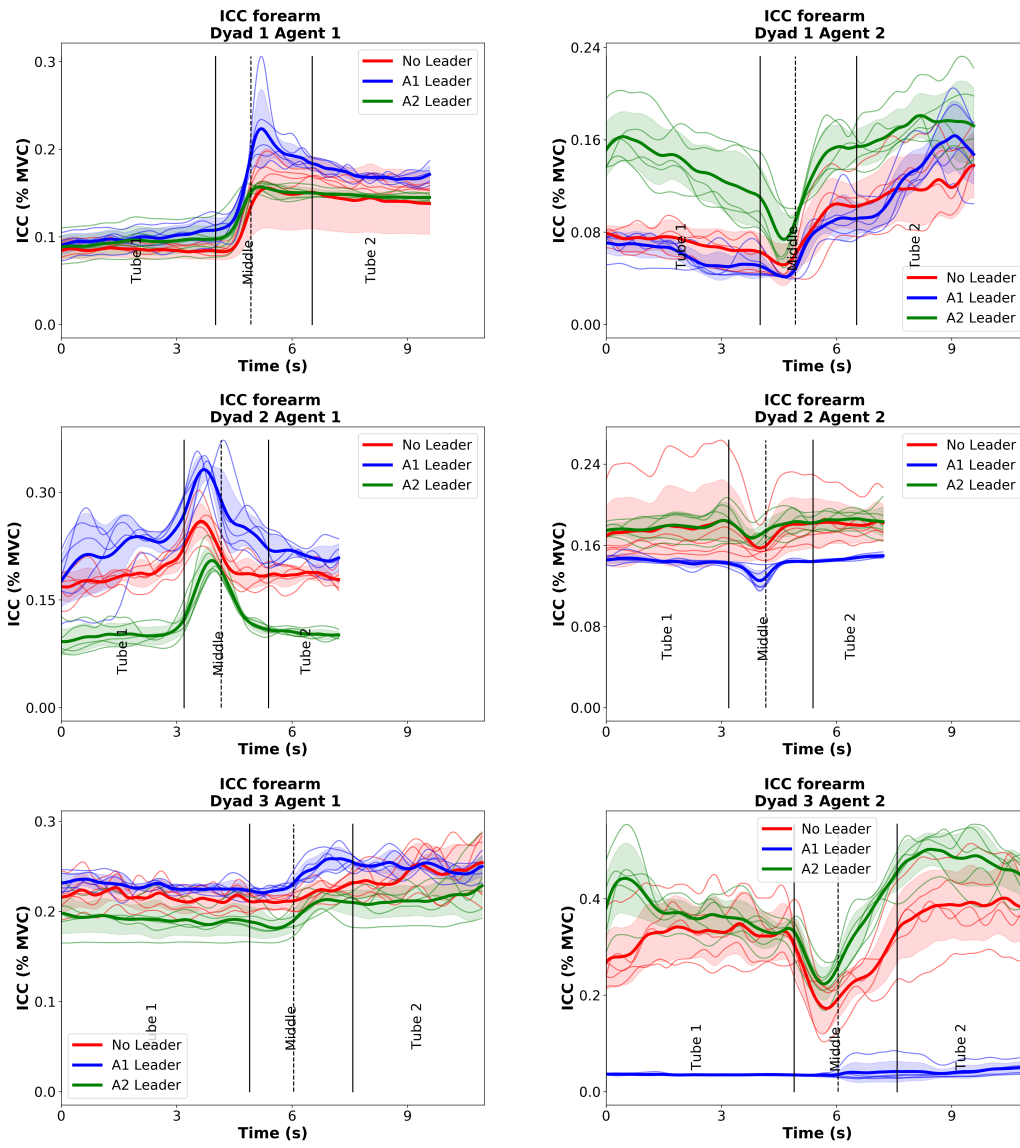 ICC forearm
Dyad 1 Agent 1
ICC (% MVC)
0.3
0.2
0.1
0.0
No Leader
A1 Leader
A2 Leader
Tube 1
Middle
Tube 2
0
3
6
9
Time (s)
ICC forearm
Dyad 1 Agent 2
ICC (% MVC)
0.24
0.16
0.08
0.00
Tube 1
Middle
Tube 2
No Leader
A1 Leader
A2 Leader
0
3
6
9
Time (s)
ICC forearm
Dyad 2 Agent 1
ICC (% MVC)
0.30
0.15
0.00
No Leader
A1 Leader
A2 Leader
Tube 1
Middle
Tube 2
0
3
6
9
Time (s)
ICC forearm
Dyad 2 Agent 2
ICC (% MVC)
0.24
0.16
0.08
0.00
No Leader
A1 Leader
A2 Leader
Tube 1
Middle
Tube 2
0
3
6
9
Time (s)
ICC forearm
Dyad 3 Agent 1
ICC (% MVC)
0.3
0.2
0.1
0.0
Tube 1
Middle
Tube 2
No Leader
A1 Leader
A2 Leader
0
3
6
9
Time (s)
ICC forearm
Dyad 3 Agent 2
ICC (% MVC)
0.4
0.2
0.0
No Leader
A1 Leader
A2 Leader
Tube 1
Middle
Tube 2
0
3
6
9
Time (s)